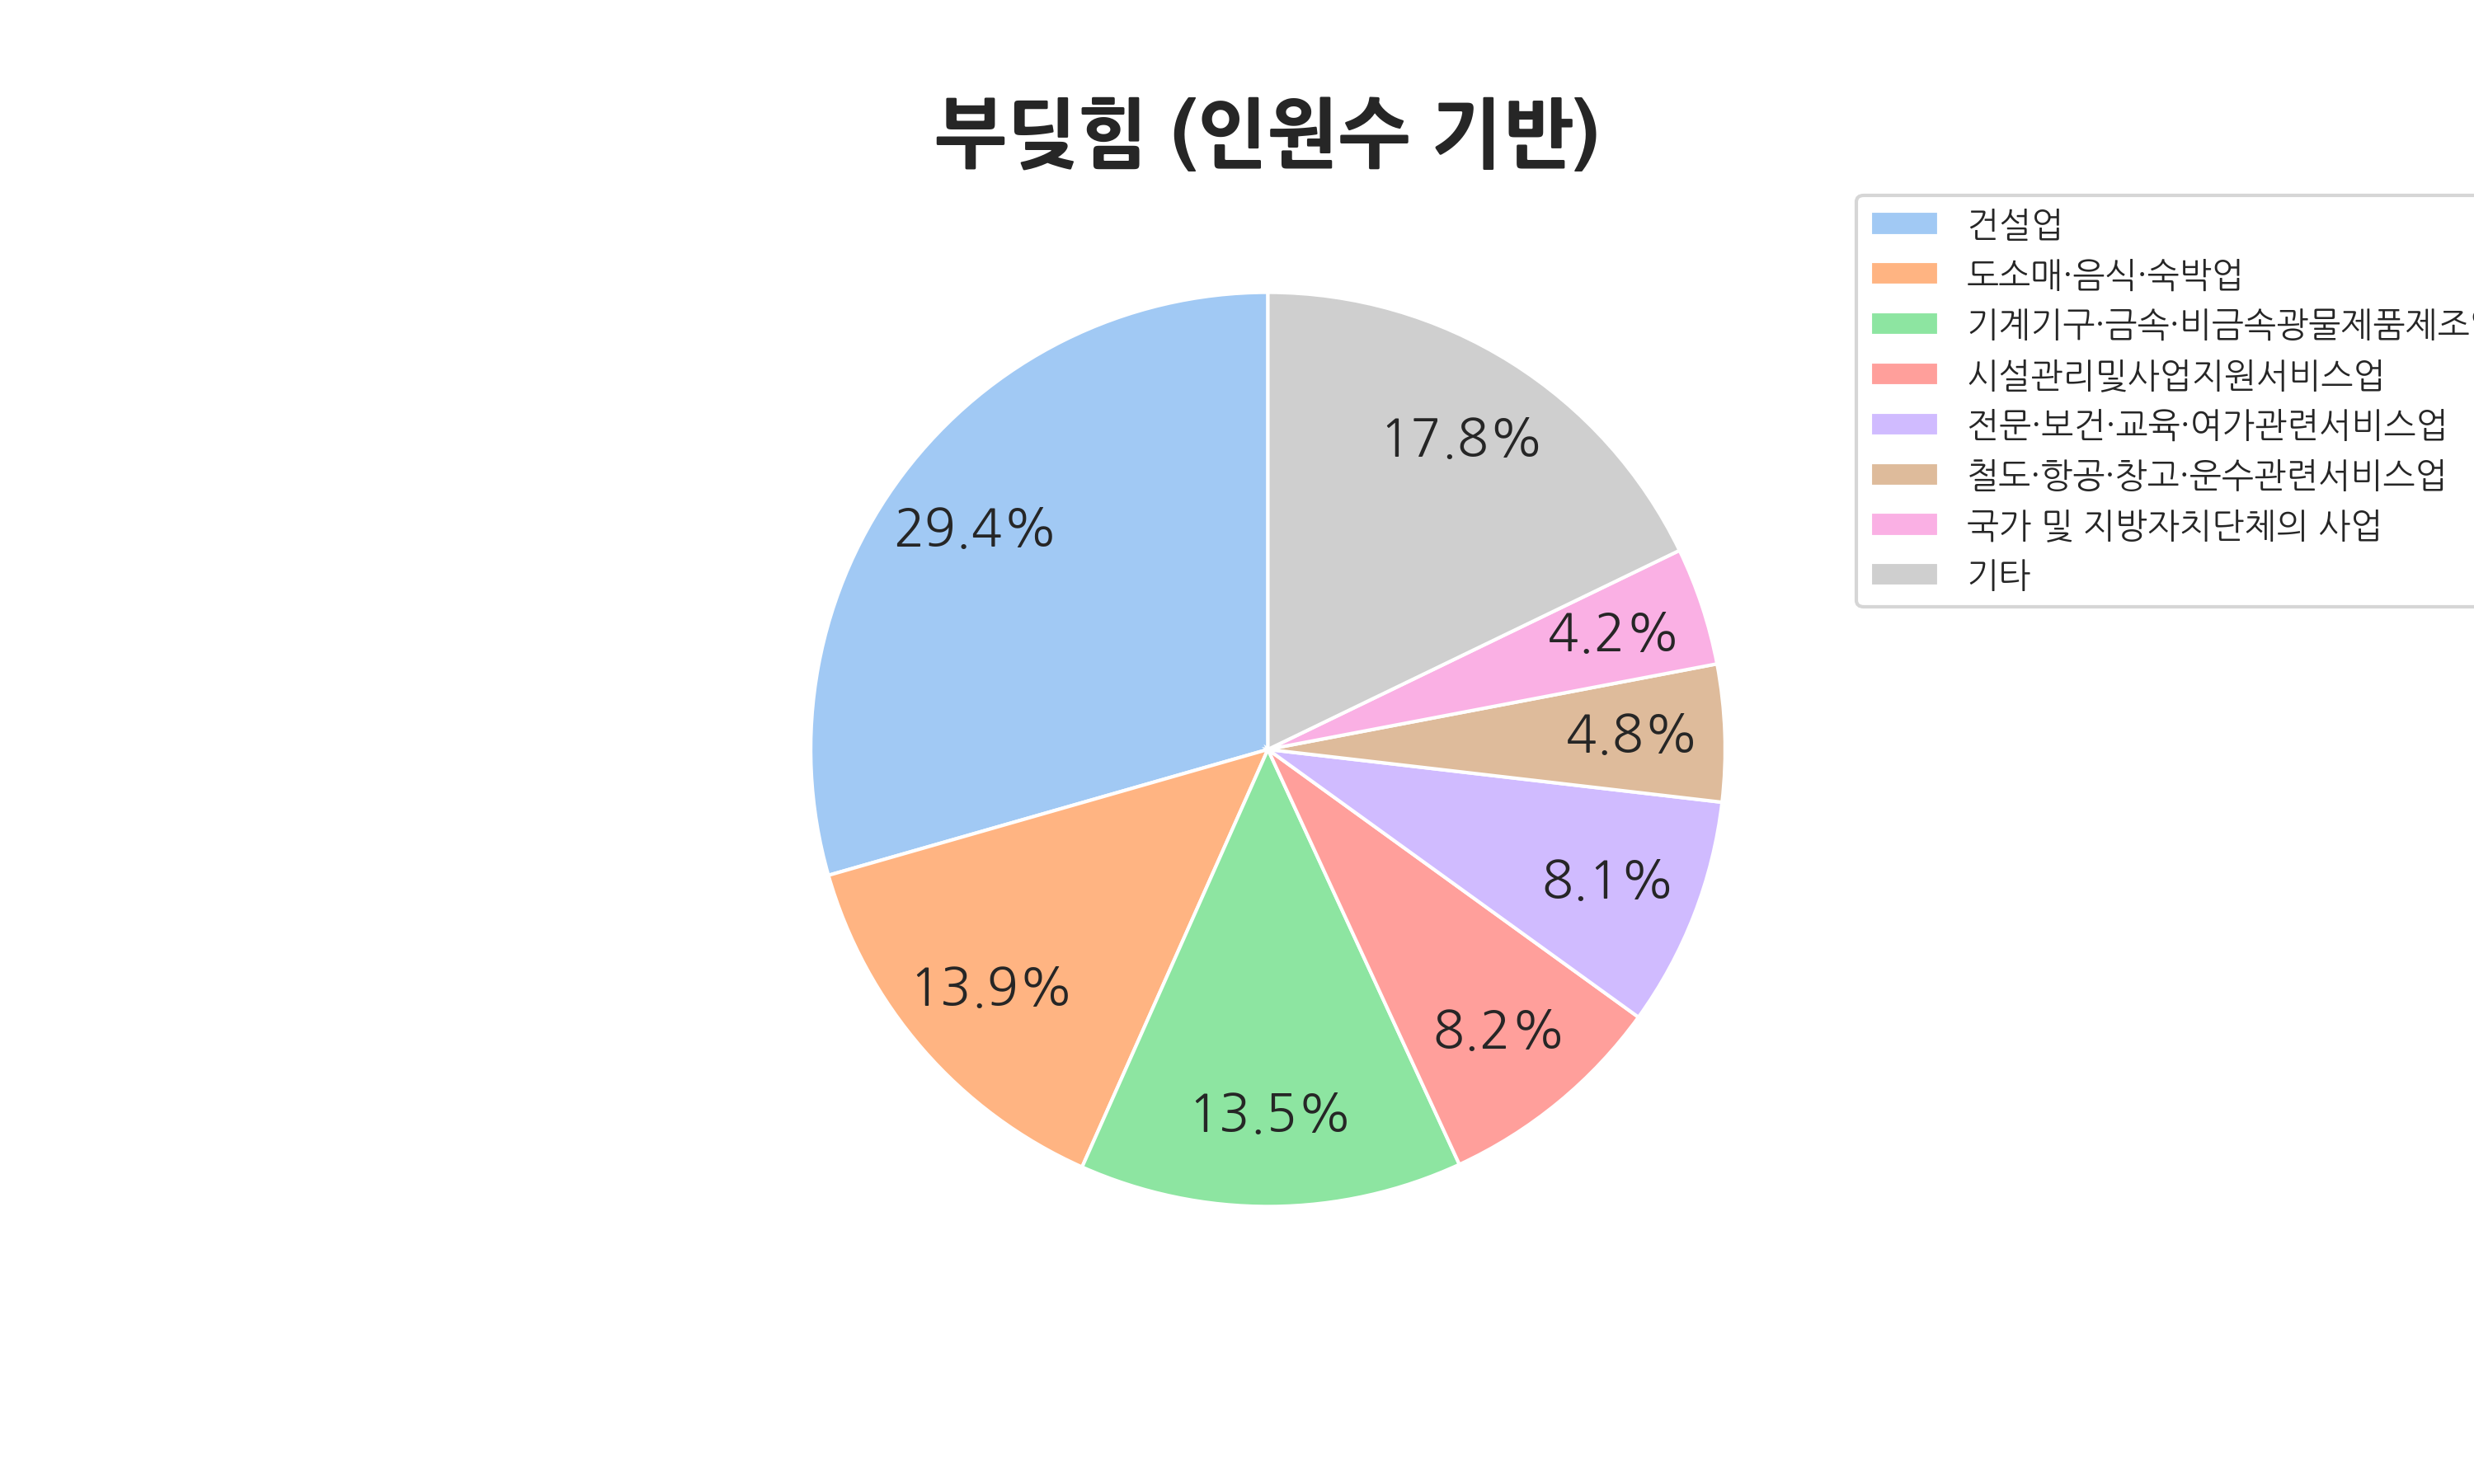 부딪힘 (인원수 기반)
건설업
도소매·음식·숙박업
기계기구·금속·비금속광물제품제조
시설관리및사업지원서비스업
전문·보건·교육·여가관련서비스업
철도·항공·창고·운수관련서비스업
국가 및 지방자치단체의 사업
기타
17.8%
29.4%
4.2%
4.8%
8.1%
13.9%
8.2%
13.5%